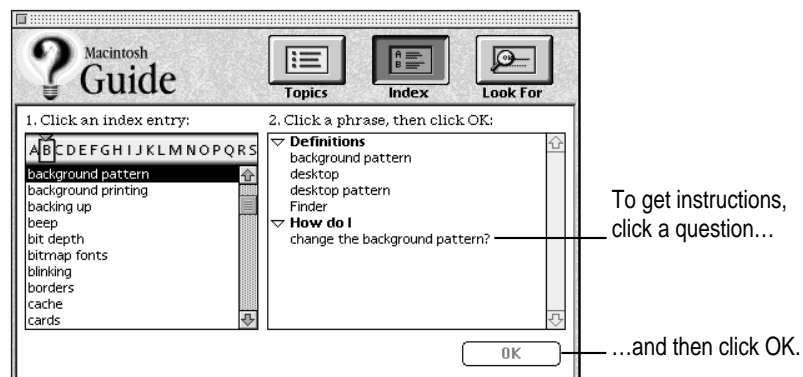 Macintosh
Guide
Topics
Index
Look For
1. Click an index entry:
ABCDEFGHIJKLMNOPQRS
background pattern
background printing
backing up
beep
bit depth
bitmap fonts
blinking
borders
cache
cards
2. Click a phrase, then click OK:
Definitions
background pattern
desktop
desktop pattern
Finder
How do I
change the background pattern?
OK
To get instructions,
click a question…
…and then click OK.